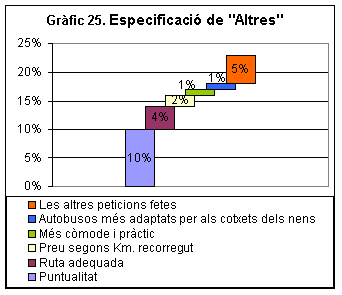 Gràfic 25. Especificació de "Altres"
25%
20%
15%
10%
5%
0%
5%
1%
1%
2%
4%
10%
Les altres peticions fetes
Autobusos més adaptats per als cotxets dels nens
Més còmode i pràctic
Preu segons Km. recorregut
Ruta adequada
Puntualitat